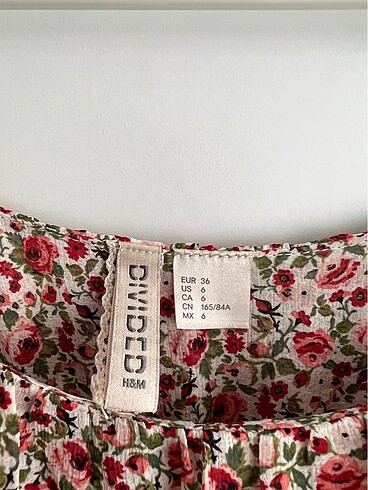 DIVIDED
H&M
EUR 36
US 6
CA 6
CN 165/84A
MX 6